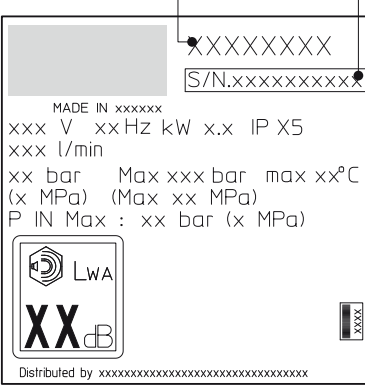 XXXXXXXX
S/N.xxxxxxxxxx
MADE IN xxxxxx
xxx V xx Hz kW x.x IP X5
xxx l/min
xx bar Max xxx bar max xx°C
(x MPa) (Max xx MPa)
P IN Max : xx bar (x MPa)
LWA
XX dB
xxxx
Distributed by xxxxxxxxxxxxxxxxxxxxxxxxxxxxxxxxxx